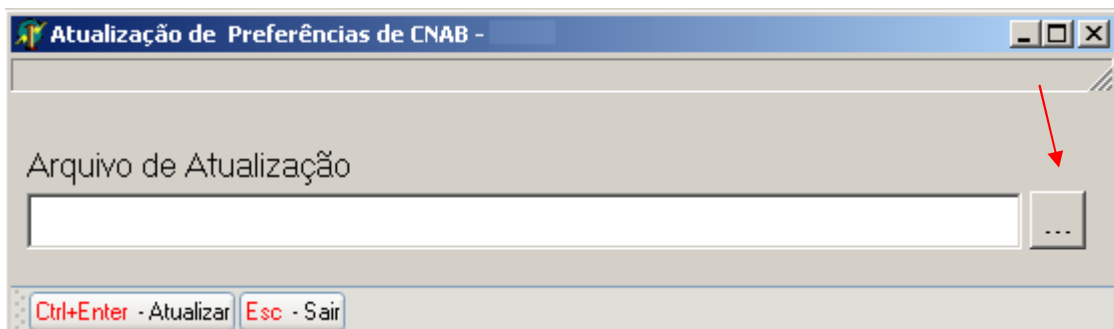 Atualização de Preferências de CNAB -
Arquivo de Atualização
...
Ctrl+Enter - Atualizar Esc - Sair